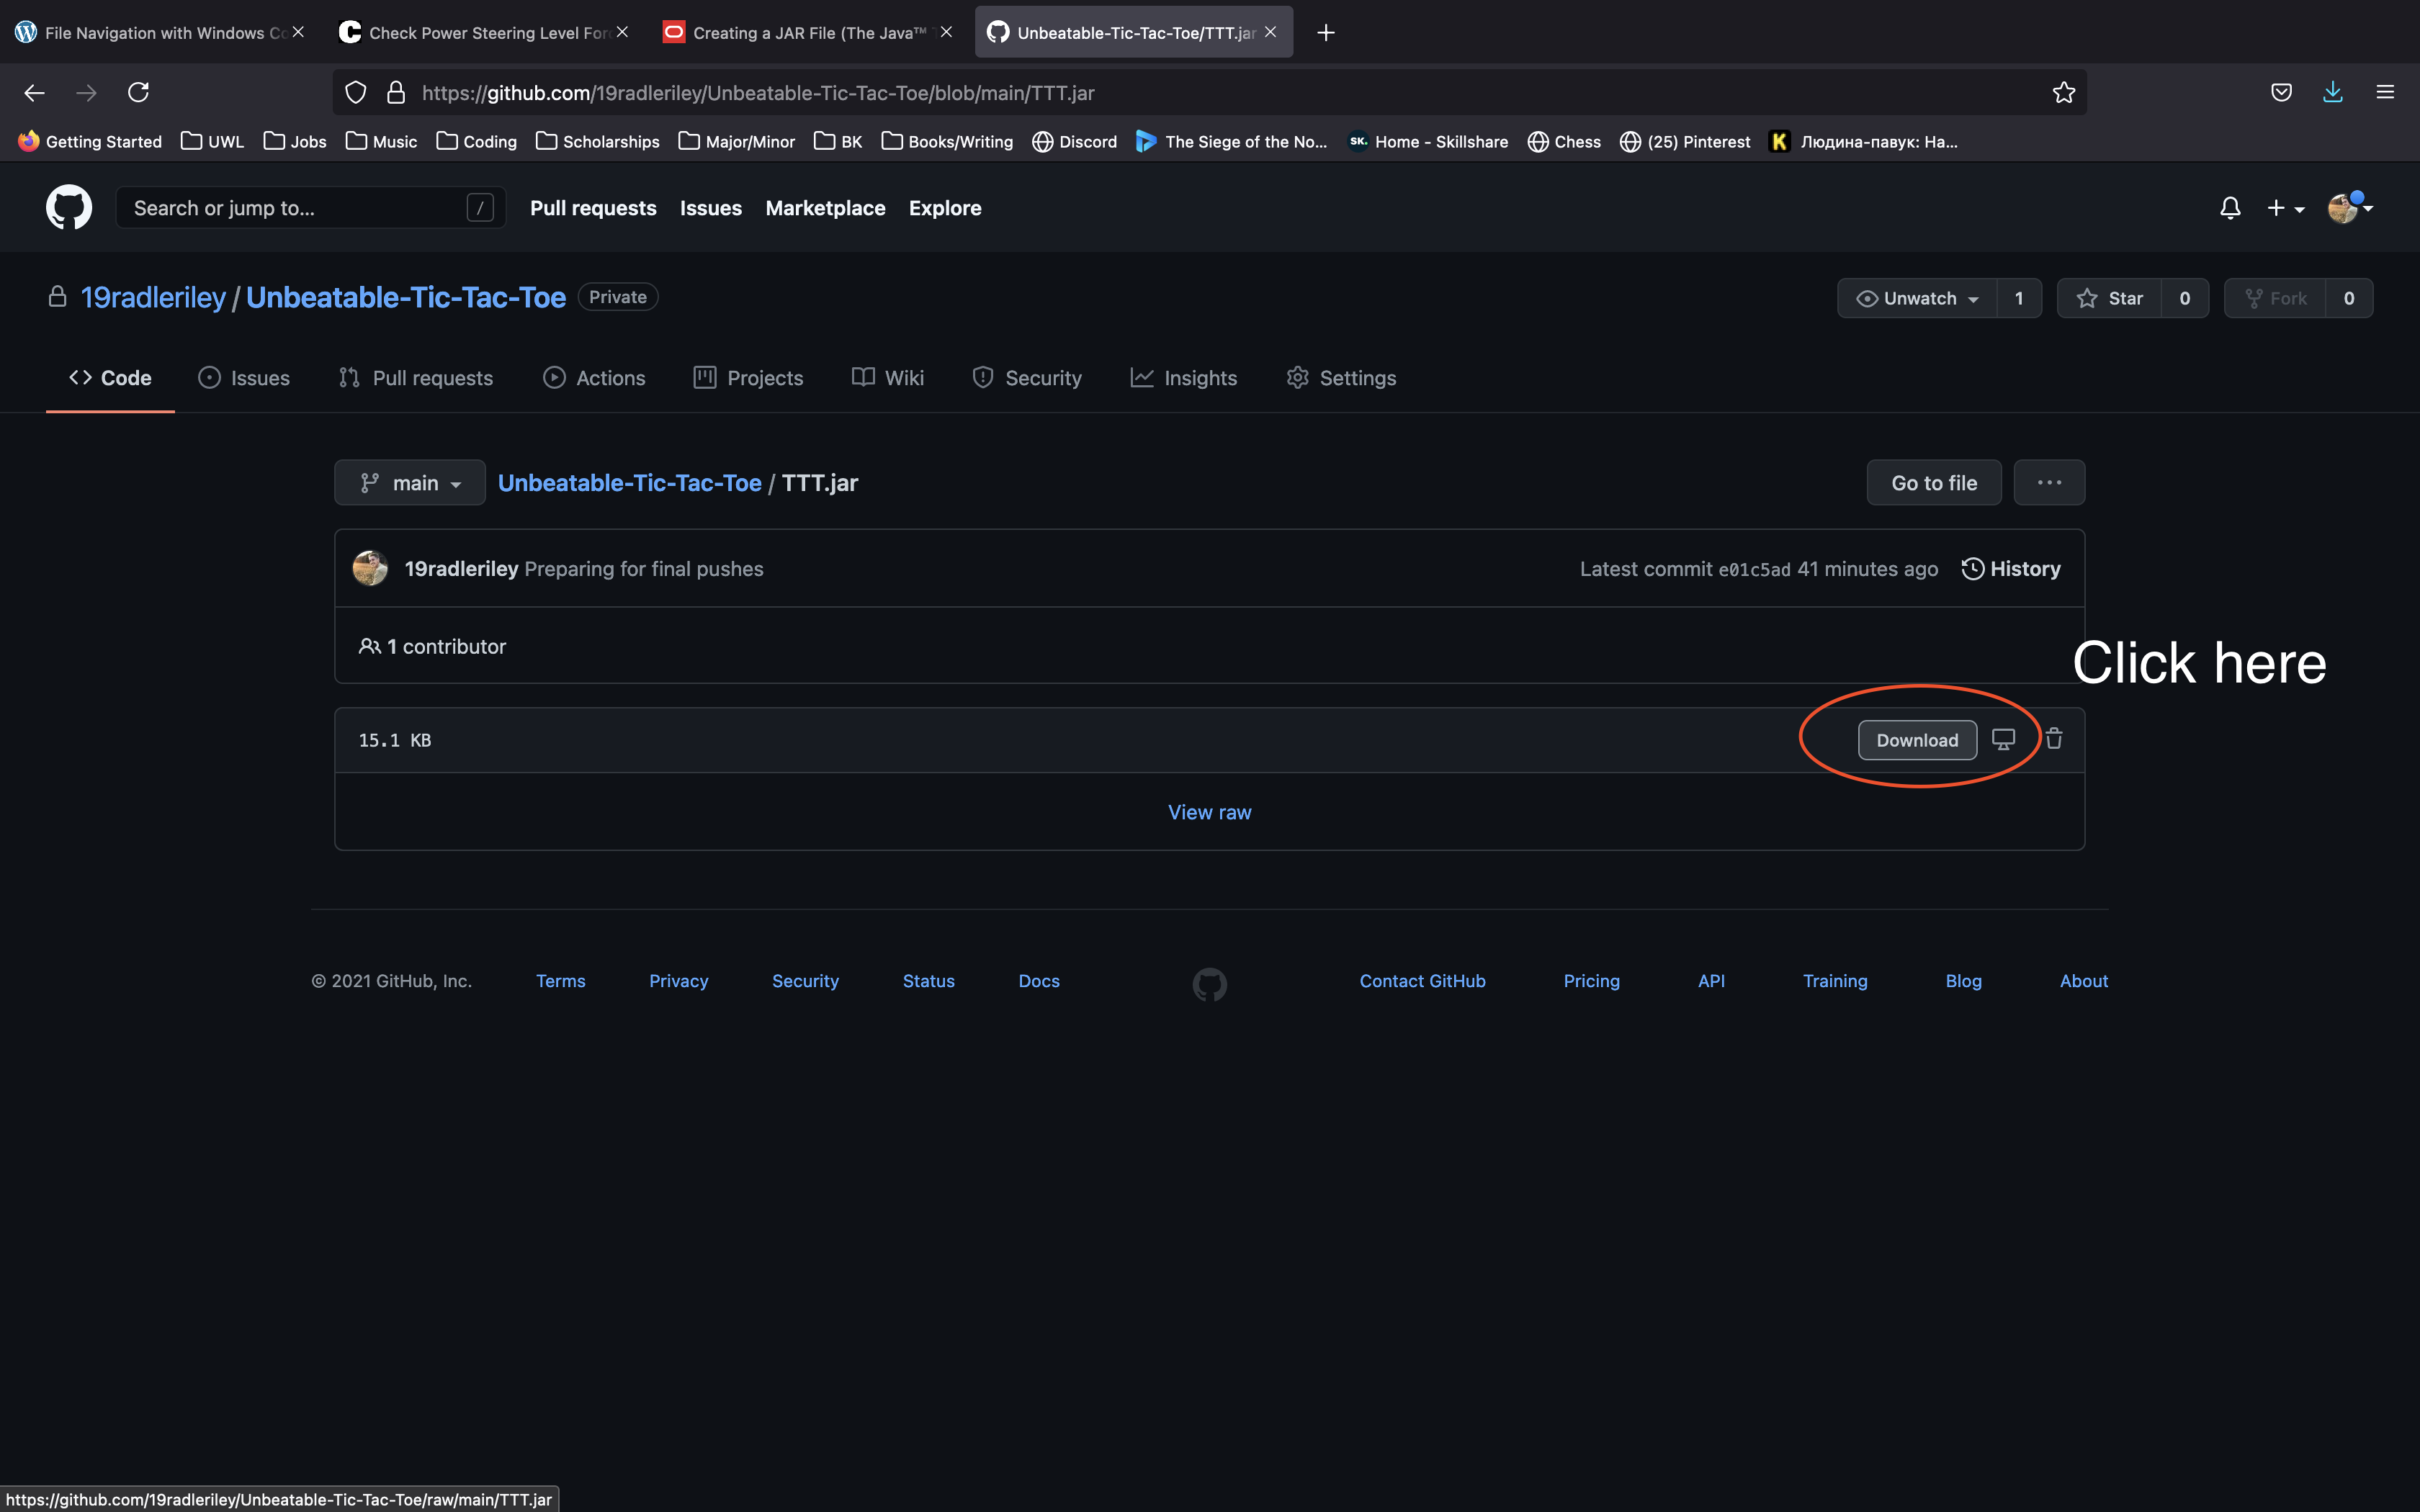 File Navigation with Windows Co
Check Power Steering Level For
Creating a JAR File (The Java™ T
Unbeatable-Tic-Tac-Toe/TTT.jar
https://github.com/19radleriley/Unbeatable-Tic-Tac-Toe/blob/main/TTT.jar
Getting Started UWL Jobs Music Coding Scholarships Major/Minor BK Books/Writing Discord The Siege of the No... SK. Home - Skillshare Chess (25) Pinterest K Людина-павук: На...
Search or jump to... / Pull requests Issues Marketplace Explore
19radleriley / Unbeatable-Tic-Tac-Toe Private
Unwatch 1 Star 0 Fork 0
Code Issues Pull requests Actions Projects Wiki Security Insights Settings
main Unbeatable-Tic-Tac-Toe / TTT.jar Go to file ...
19radleriley Preparing for final pushes Latest commit e01c5ad 41 minutes ago History
1 contributor
Click here
15.1 KB Download
View raw
© 2021 GitHub, Inc. Terms Privacy Security Status Docs Contact GitHub Pricing API Training Blog About
https://github.com/19radleriley/Unbeatable-Tic-Tac-Toe/raw/main/TTT.jar